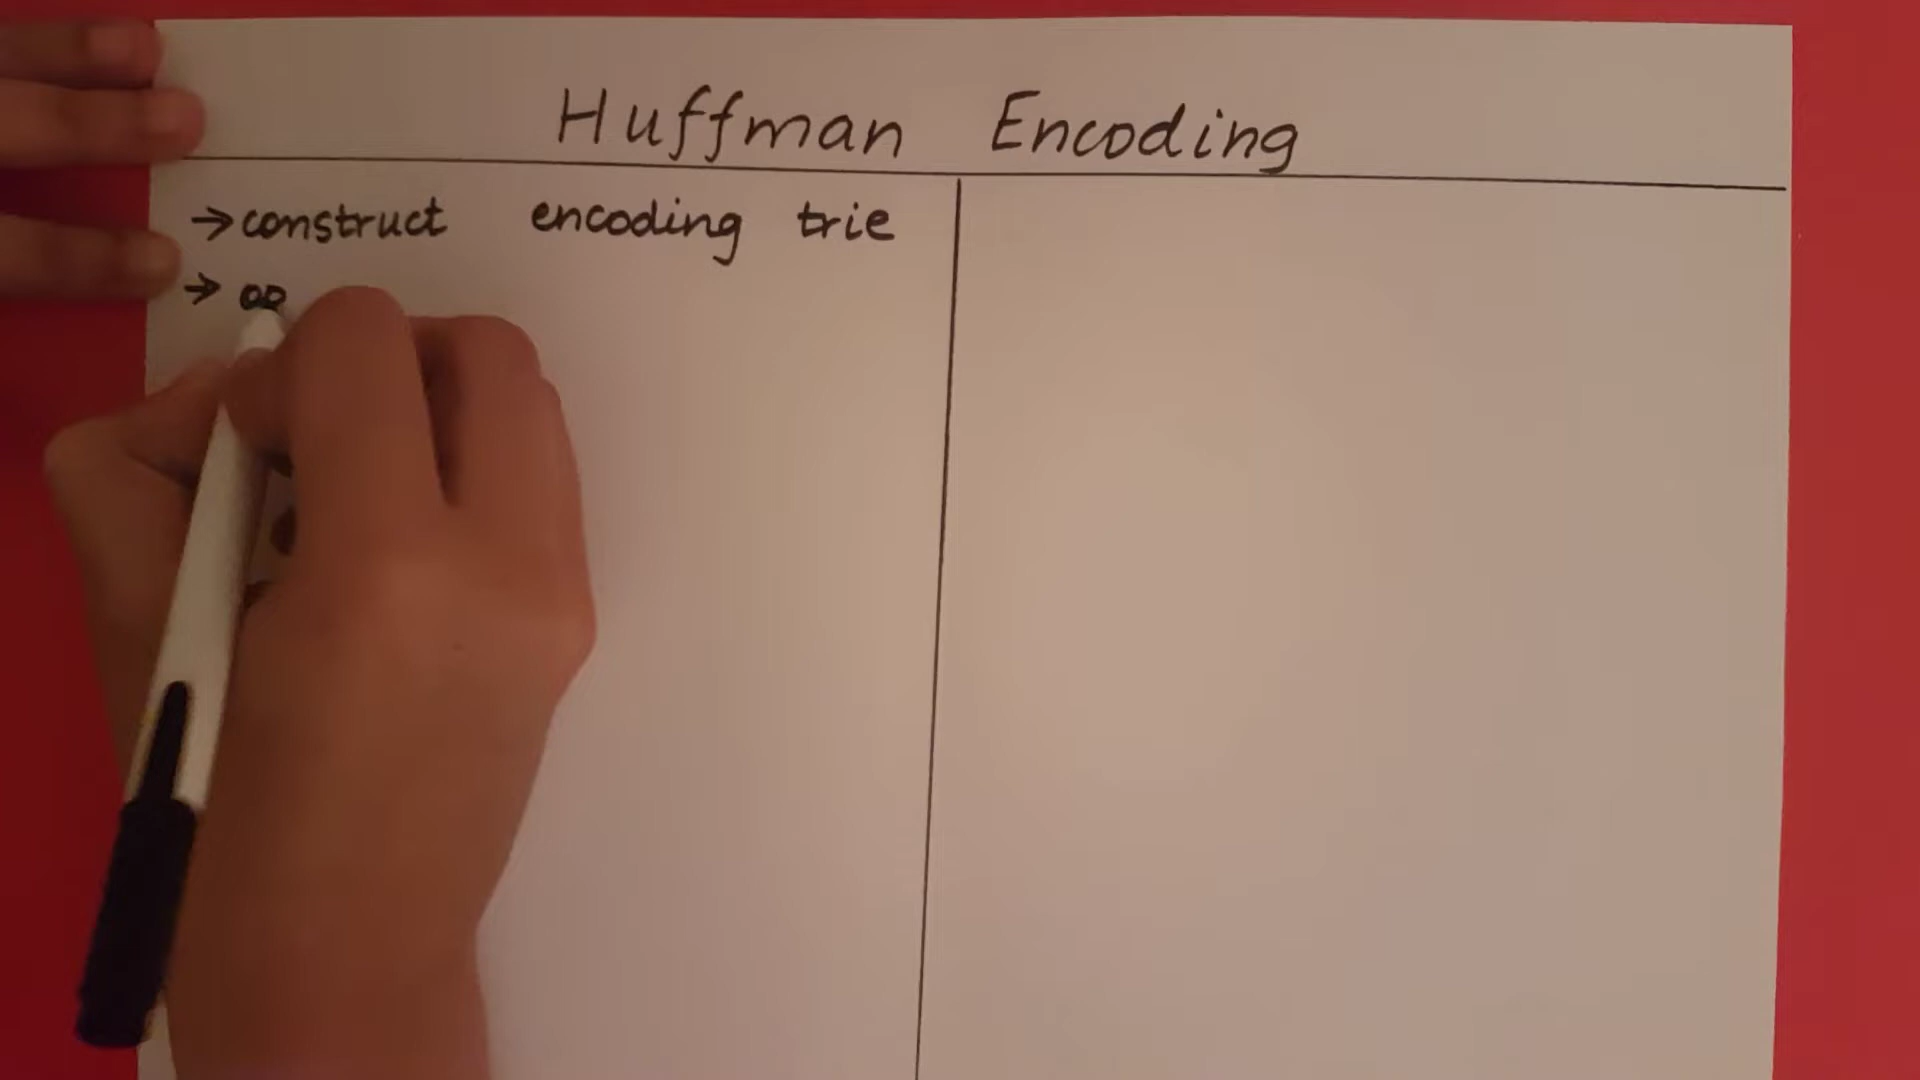 Huffman Encoding
→ construct encoding trie
→